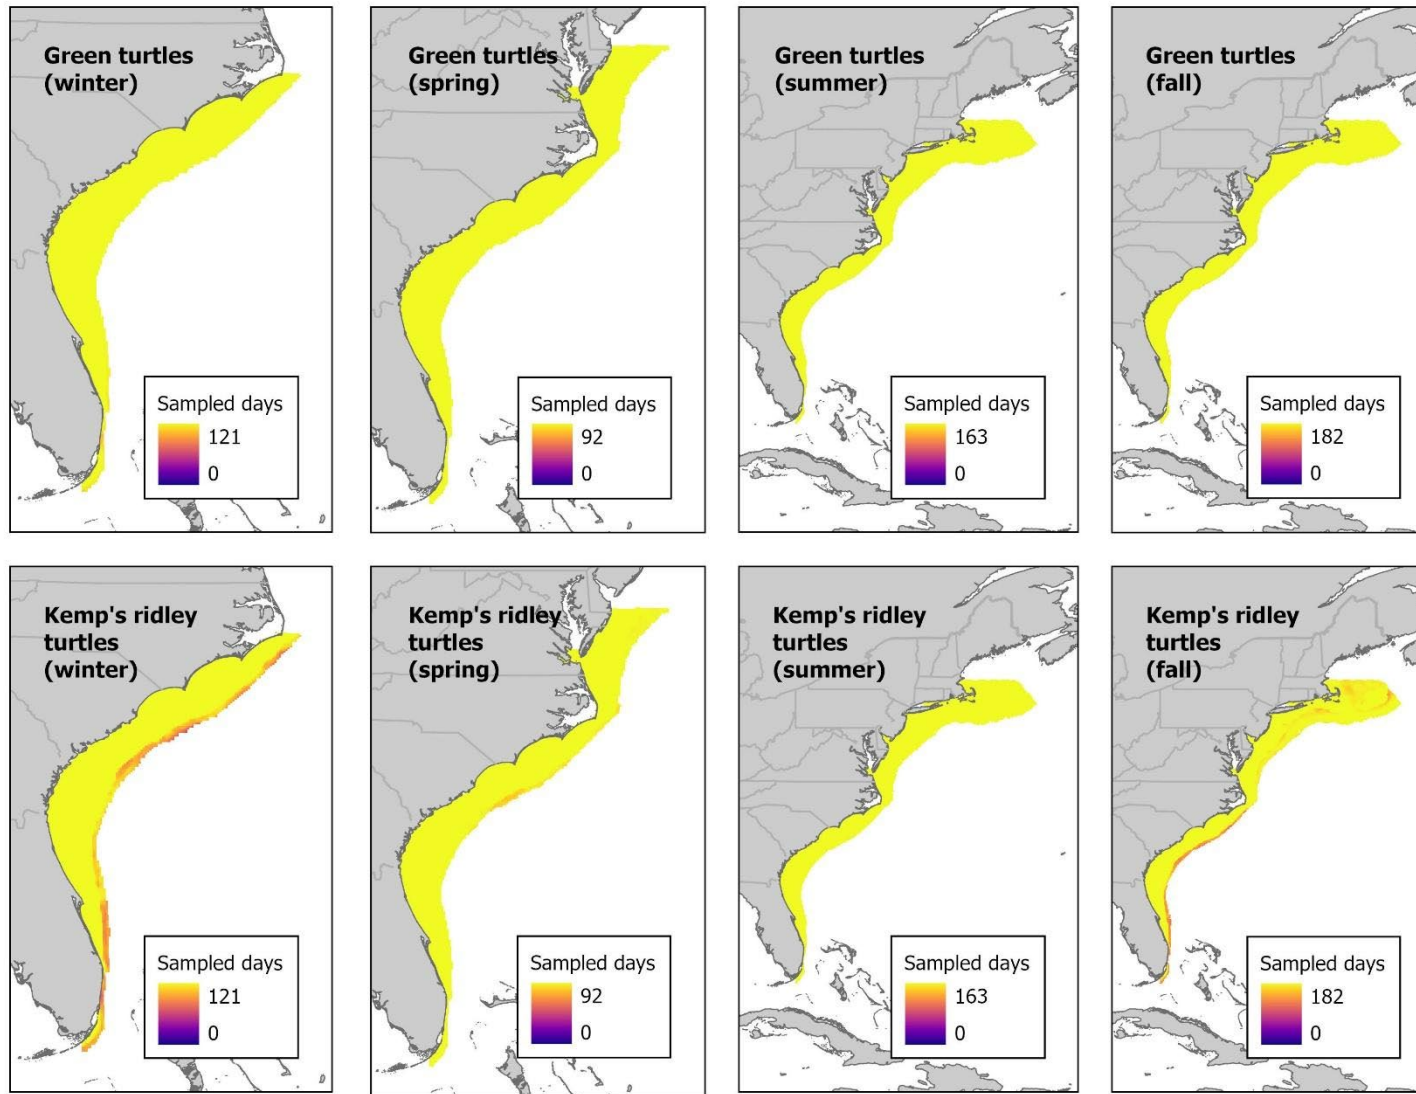 Green turtles
(winter)
Sampled days
121
0
Green turtles
(spring)
Sampled days
92
0
Green turtles
(summer)
Sampled days
163
0
Green turtles
(fall)
Sampled days
182
0
Kemp's ridley
turtles
(winter)
Sampled days
121
0
Kemp's ridley
turtles
(spring)
Sampled days
92
0
Kemp's ridley
turtles
(summer)
Sampled days
163
0
Kemp's ridley
turtles
(fall)
Sampled days
182
0